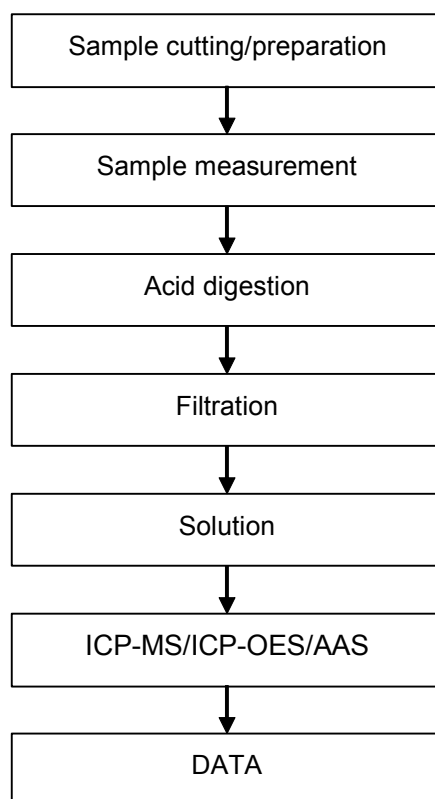 Sample cutting/preparation
Sample measurement
Acid digestion
Filtration
Solution
ICP-MS/ICP-OES/AAS
DATA